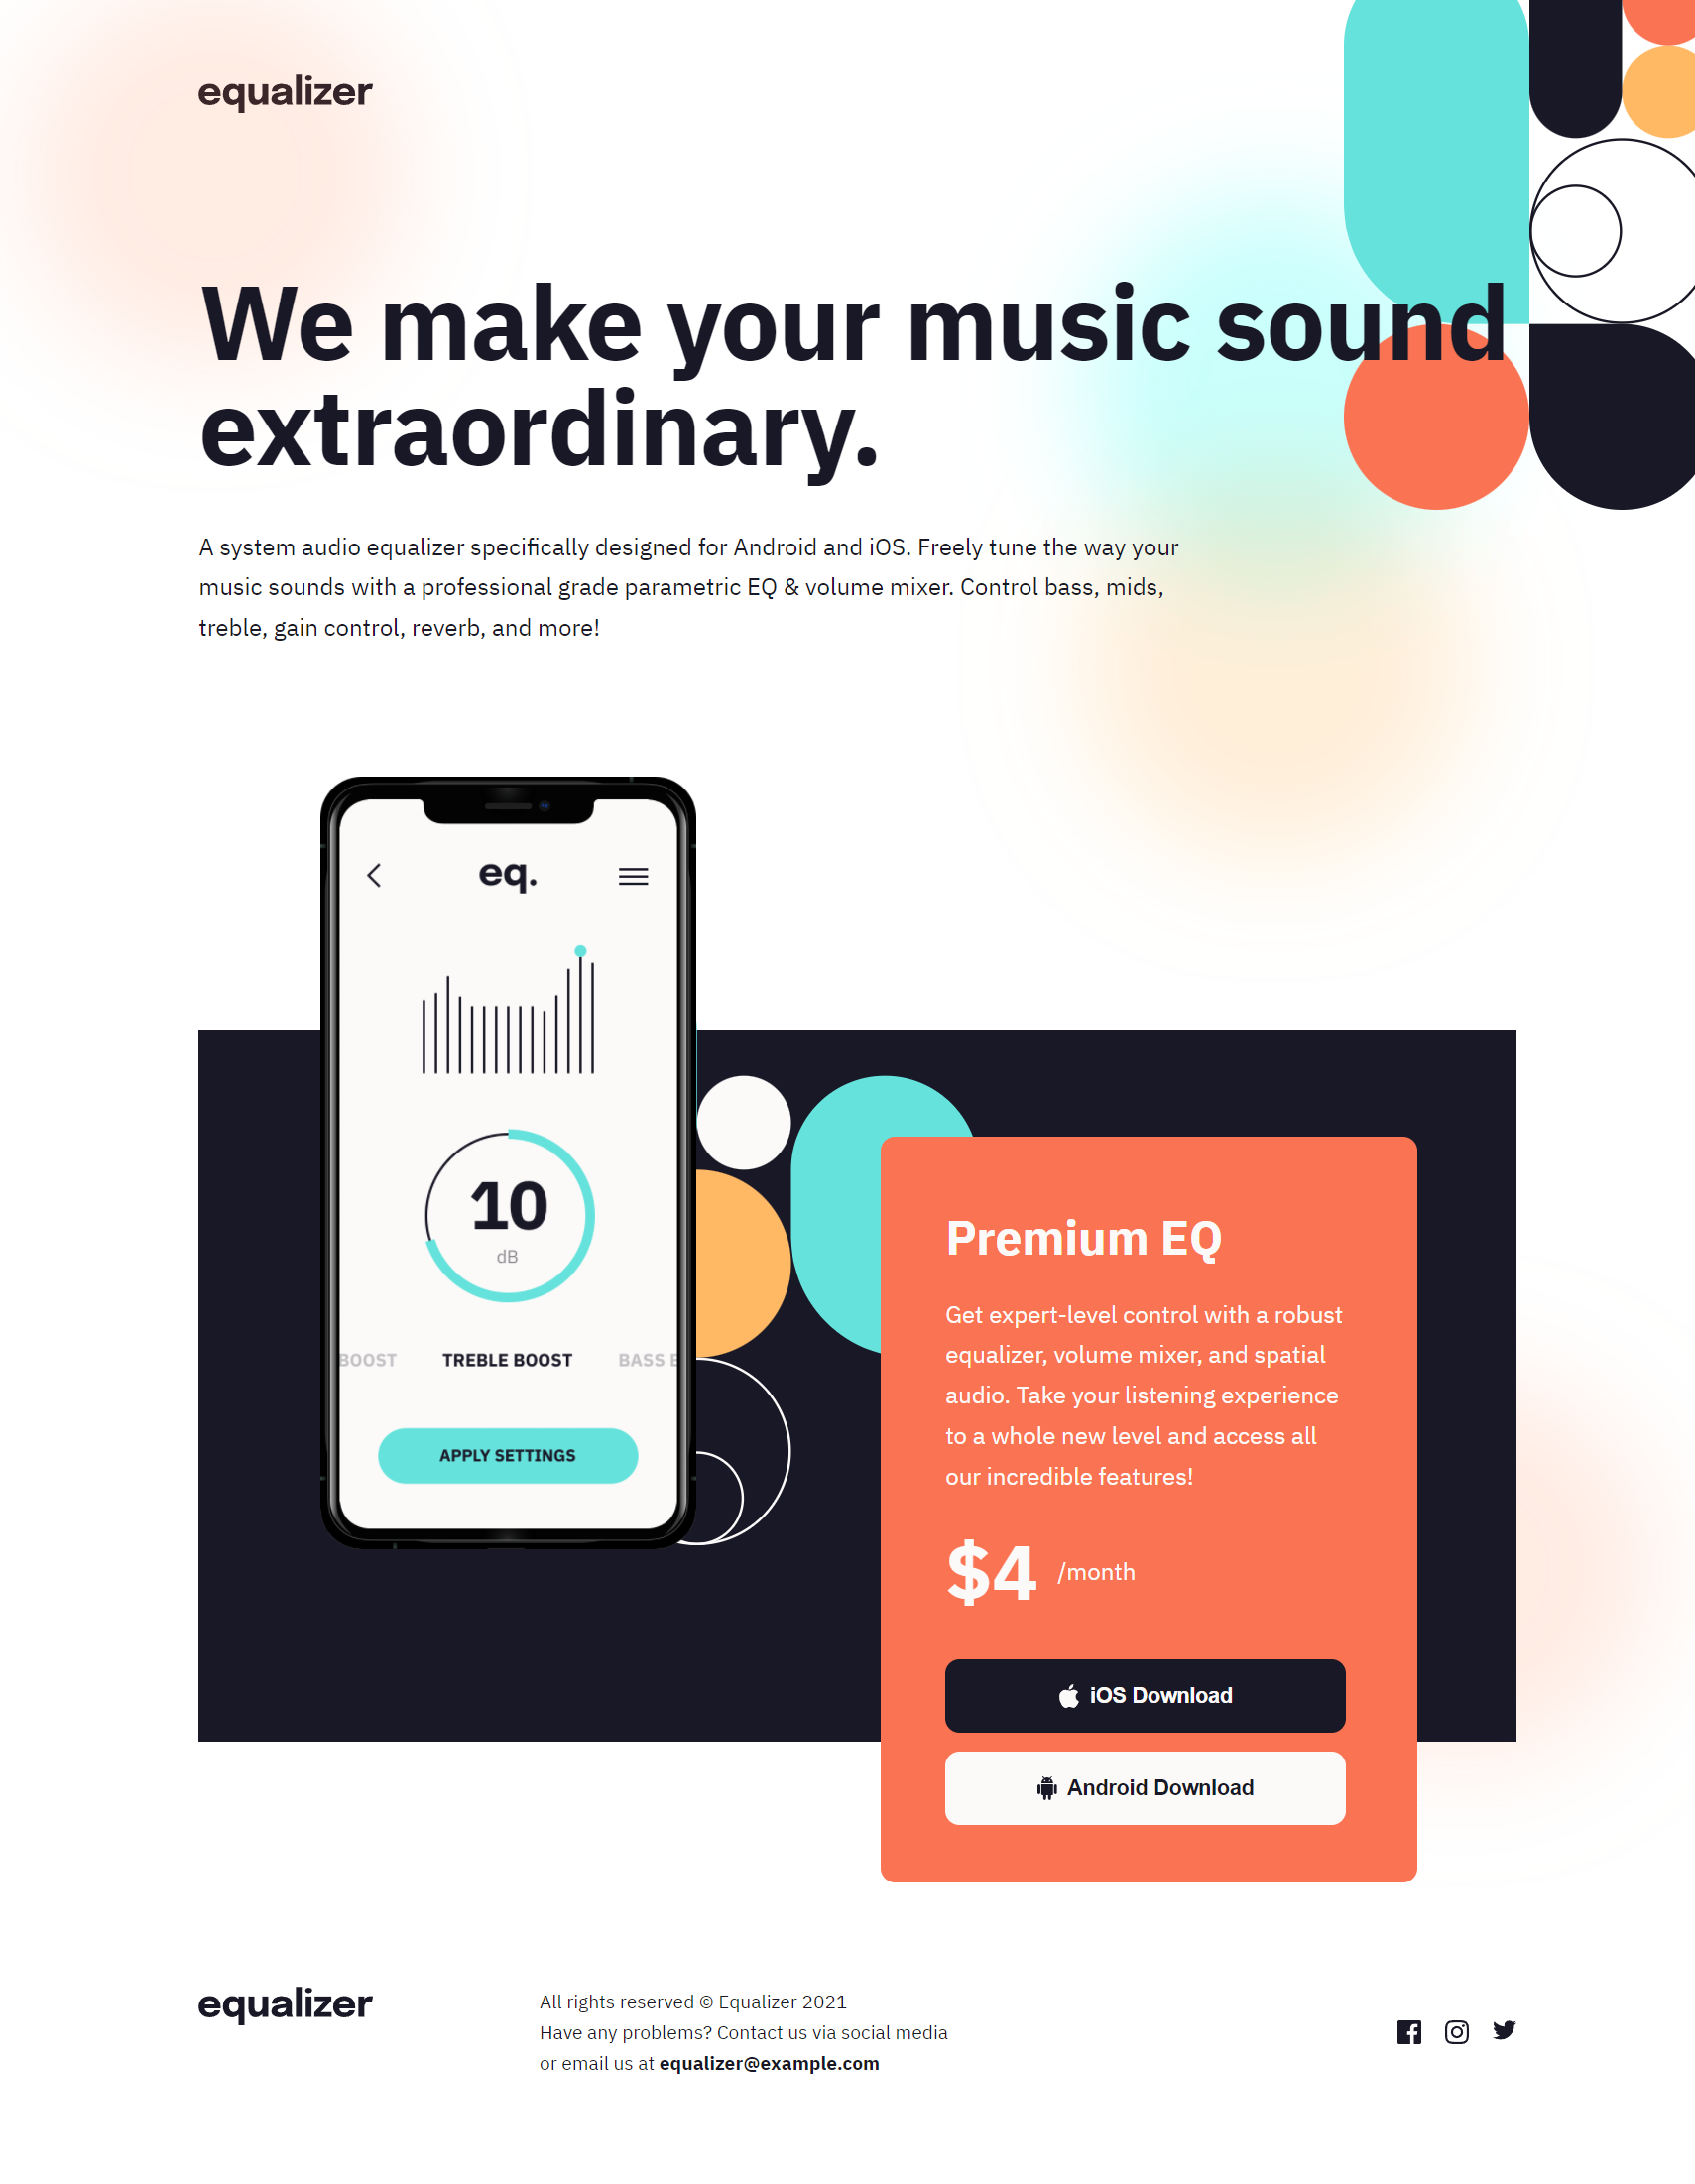 equalizer
We make your music sound
extraordinary.
A system audio equalizer specifically designed for Android and iOS. Freely tune the way your
music sounds with a professional grade parametric EQ & volume mixer. Control bass, mids,
treble, gain control, reverb, and more!
eq.
10
dB
BOOST TREBLE BOOST BASS
APPLY SETTINGS
Premium EQ
Get expert-level control with a robust
equalizer, volume mixer, and spatial
audio. Take your listening experience
to a whole new level and access all
our incredible features!
$4 /month
iOS Download
Android Download
equalizer
All rights reserved © Equalizer 2021
Have any problems? Contact us via social media
or email us at equalizer@example.com